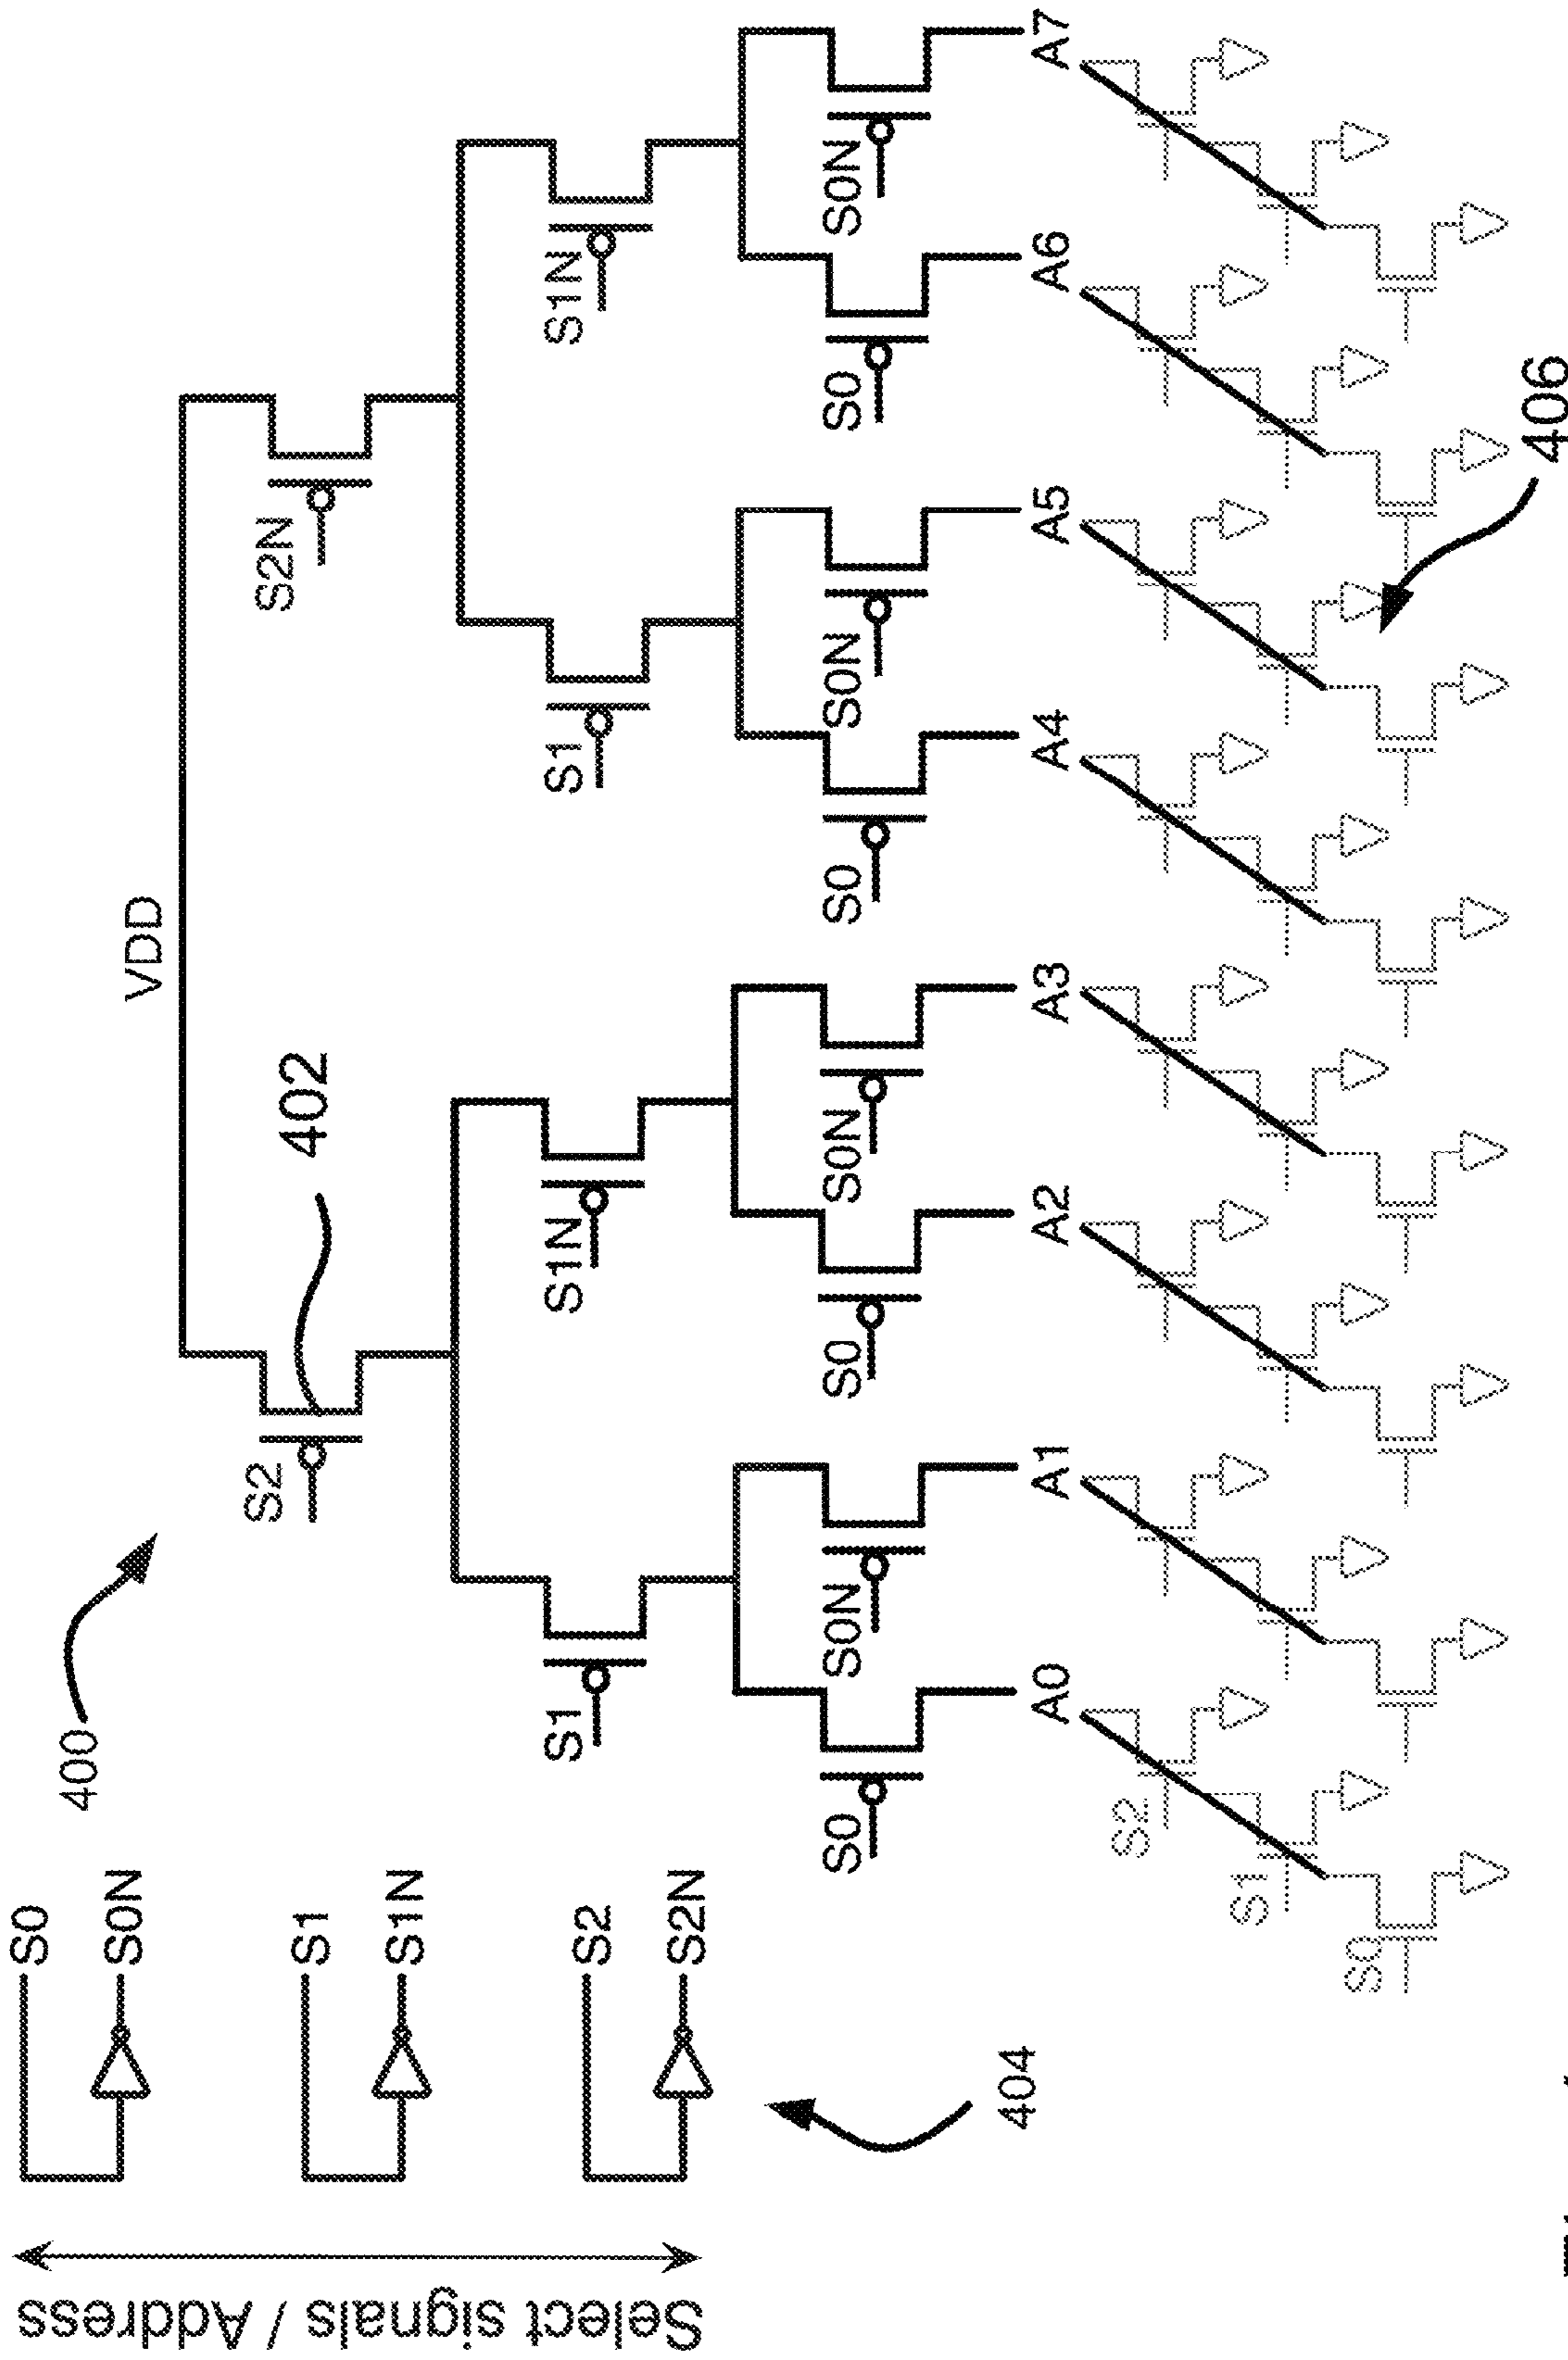 Select signals / Address
S0
S0N
S1
S1N
S2
S2N
404
400
VDD
S2
402
S2N
S1
S1N
S1
S1N
S0
S0N
S0
S0N
S0
S0N
S0
S0N
A0
A1
A2
A3
A4
A5
A6
A7
S2
S1
S0
406